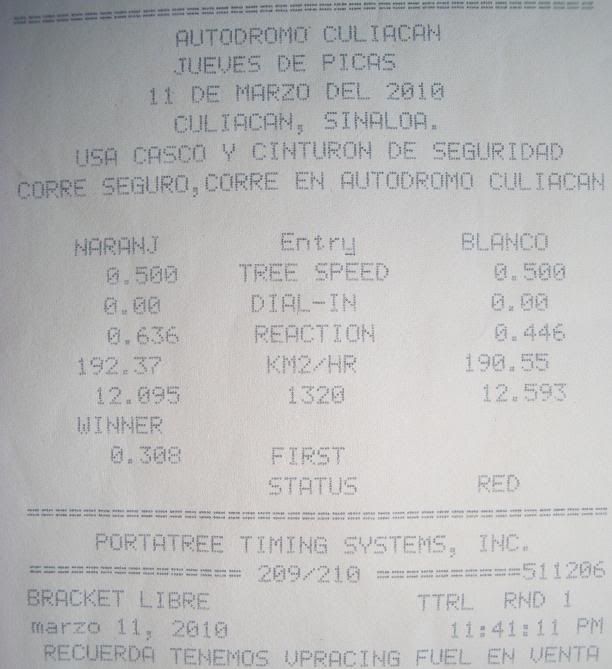 AUTODROMO CULIACAN
JUEVES DE PICAS
11 DE MARZO DEL 2010
CULIACAN, SINALOA.
USA CASCO Y CINTURON DE SEGURIDAD
CORRE SEGURO,CORRE EN AUTODROMO CULIACAN
NARANJ Entry BLANCO
0.500 TREE SPEED 0.500
0.00 DIAL-IN 0.00
0.636 REACTION 0.446
192.37 KM2/HR 190.55
12.095 1320 12.593
WINNER
0.308 FIRST
STATUS RED
PORTATREE TIMING SYSTEMS, INC.
================ 209/210 ===========511206
BRACKET LIBRE TTRL RND 1
marzo 11, 2010 11:41:11 PM
RECUERDA TENEMOS VPRACING FUEL EN VENTA